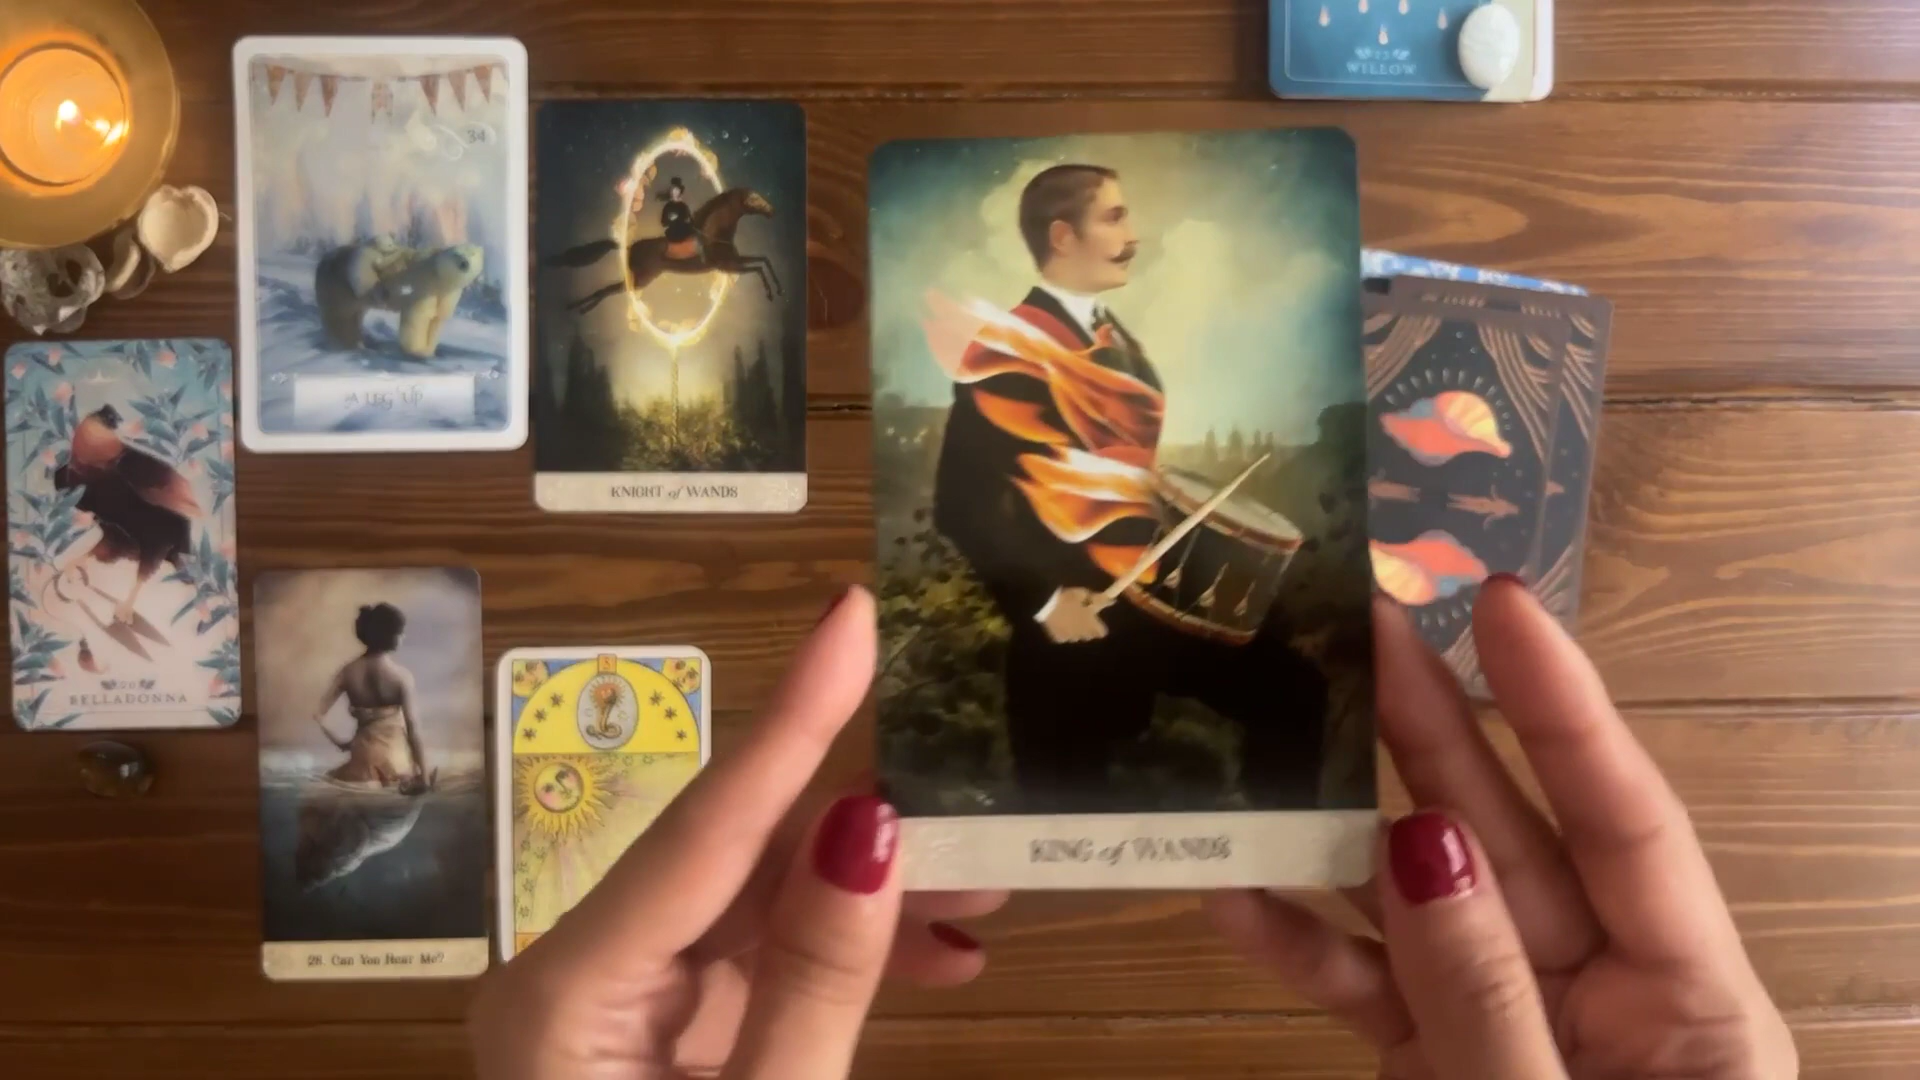 WILLOW
34
A LEG UP
KNIGHT of WANDS
KING of WANDS
BELLADONNA
28. Can You Hear Me?